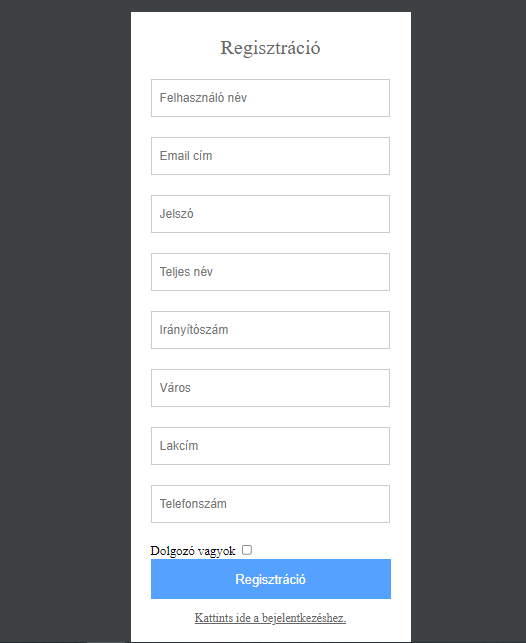 Regisztráció
Felhasználó név
Email cím
Jelszó
Teljes név
Irányítószám
Város
Lakcím
Telefonszám
Dolgozó vagyok
Regisztráció
Kattints ide a bejelentkezéshez.